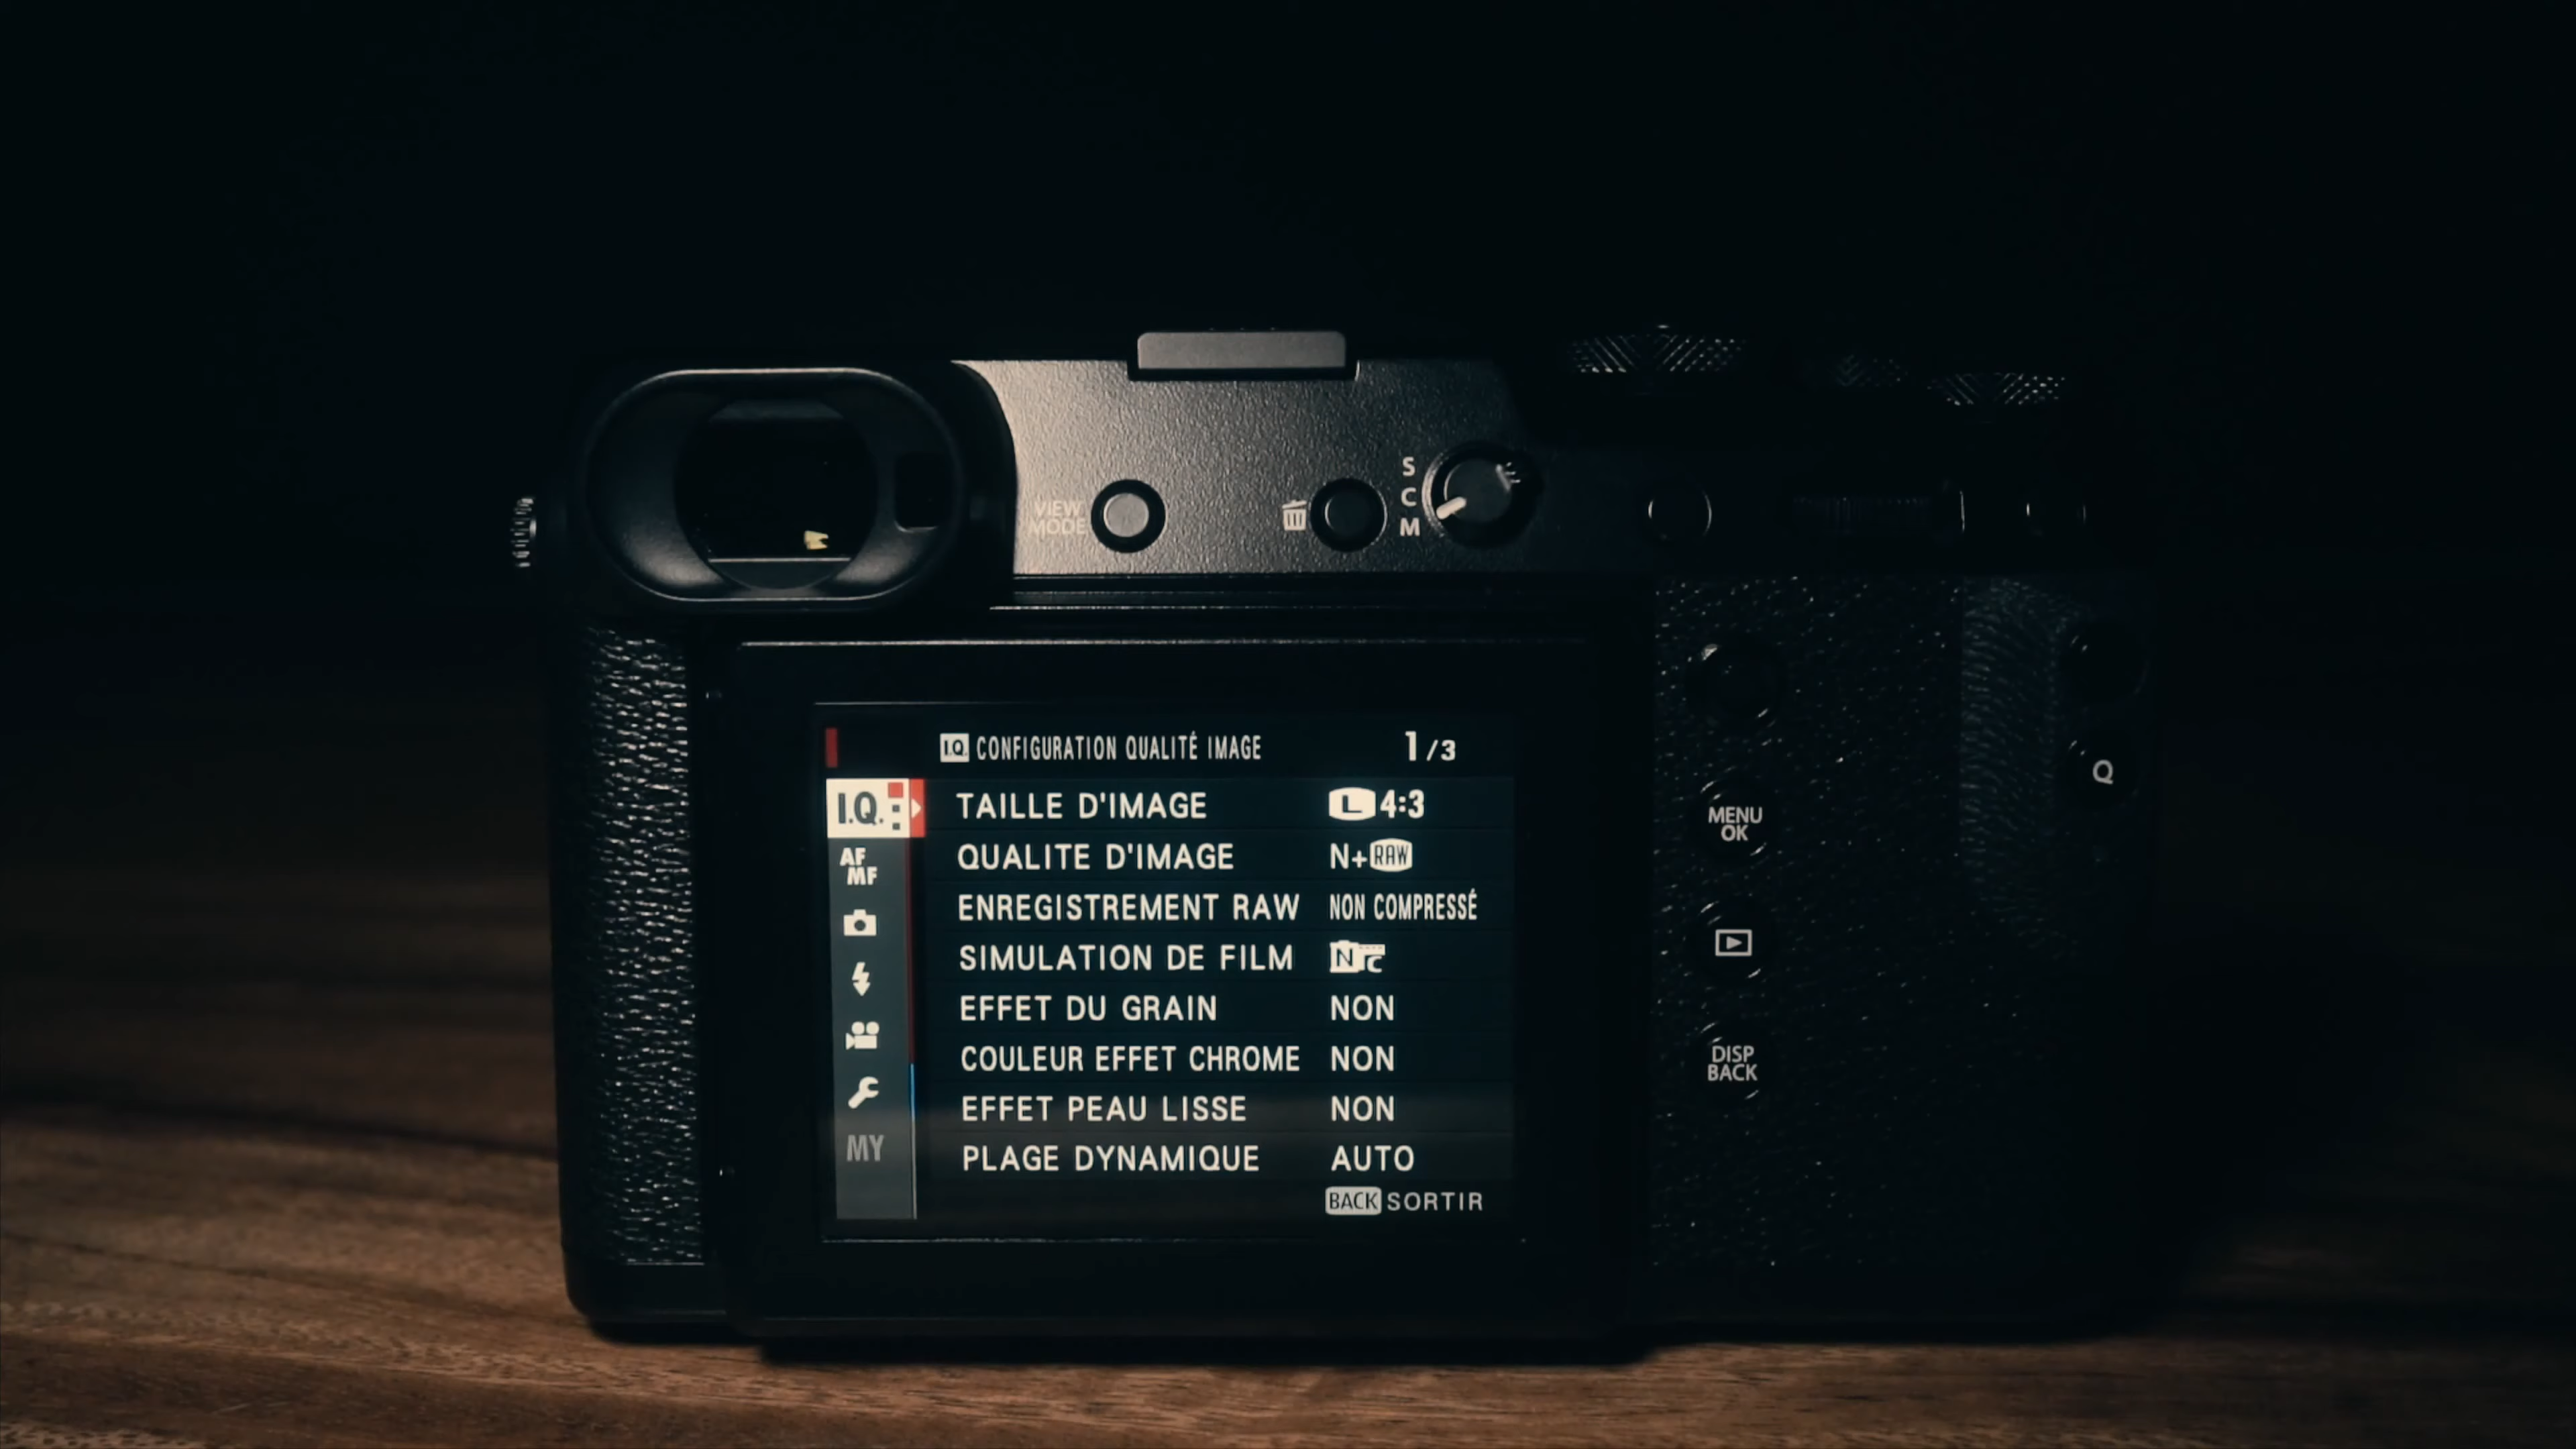 VIEW
MODE
S
C
M
I.Q. CONFIGURATION QUALITÉ IMAGE 1/3
I.Q.
TAILLE D'IMAGE L 4:3
AF
MF
QUALITE D'IMAGE N+RAW
ENREGISTREMENT RAW NON COMPRESSÉ
SIMULATION DE FILM N C
EFFET DU GRAIN NON
COULEUR EFFET CHROME NON
EFFET PEAU LISSE NON
MY
PLAGE DYNAMIQUE AUTO
BACK SORTIR
Q
MENU
OK
DISP
BACK